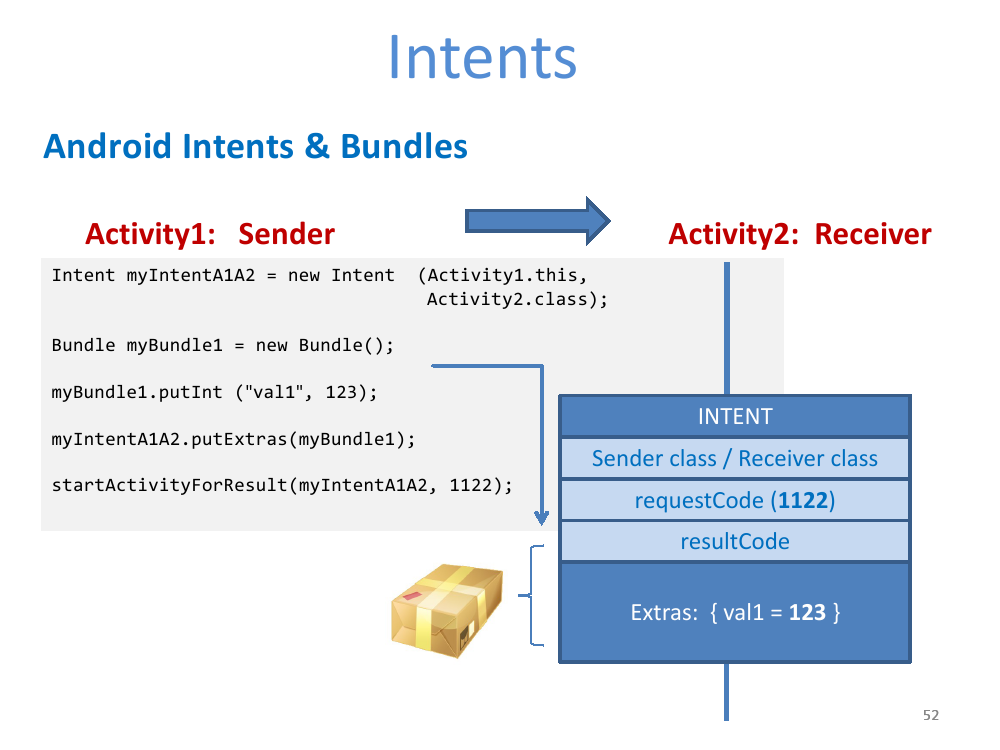 Intents
Android Intents & Bundles
Activity1: Sender
Activity2: Receiver
Intent myIntentA1A2 = new Intent (Activity1.this,
Activity2.class);
Bundle myBundle1 = new Bundle();
myBundle1.putInt ("val1", 123);
myIntentA1A2.putExtras(myBundle1);
startActivityForResult(myIntentA1A2, 1122);
INTENT
Sender class / Receiver class
requestCode (1122)
resultCode
Extras: { val1 = 123 }
52